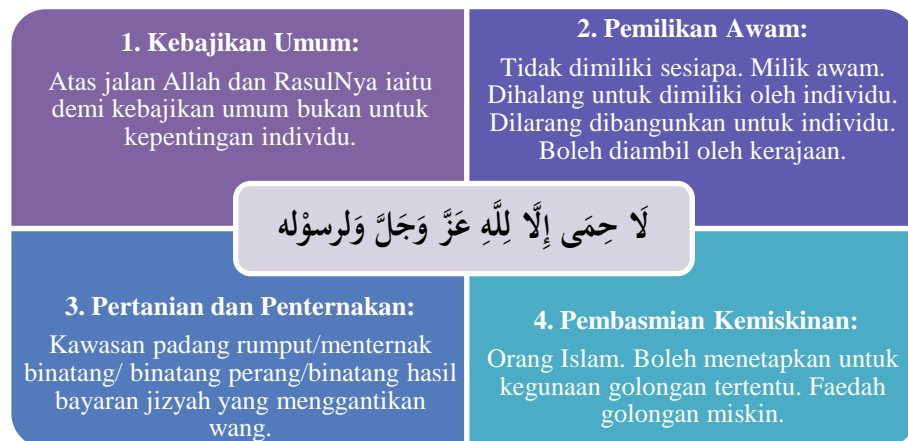 1. Kebajikan Umum:
Atas jalan Allah dan RasulNya iaitu
demi kebajikan umum bukan untuk
kepentingan individu.
2. Pemilikan Awam:
Tidak dimiliki sesiapa. Milik awam.
Dihalang untuk dimiliki oleh individu.
Dilarang dibangunkan untuk individu.
Boleh diambil oleh kerajaan.
لَا حِمَى إِلَّا لِلَّهِ عَزَّ وَجَلَّ وَلرسوْله
3. Pertanian dan Penternakan:
Kawasan padang rumput/menternak
binatang/ binatang perang/binatang hasil
bayaran jizyah yang menggantikan
wang.
4. Pembasmian Kemiskinan:
Orang Islam. Boleh menetapkan untuk
kegunaan golongan tertentu. Faedah
golongan miskin.